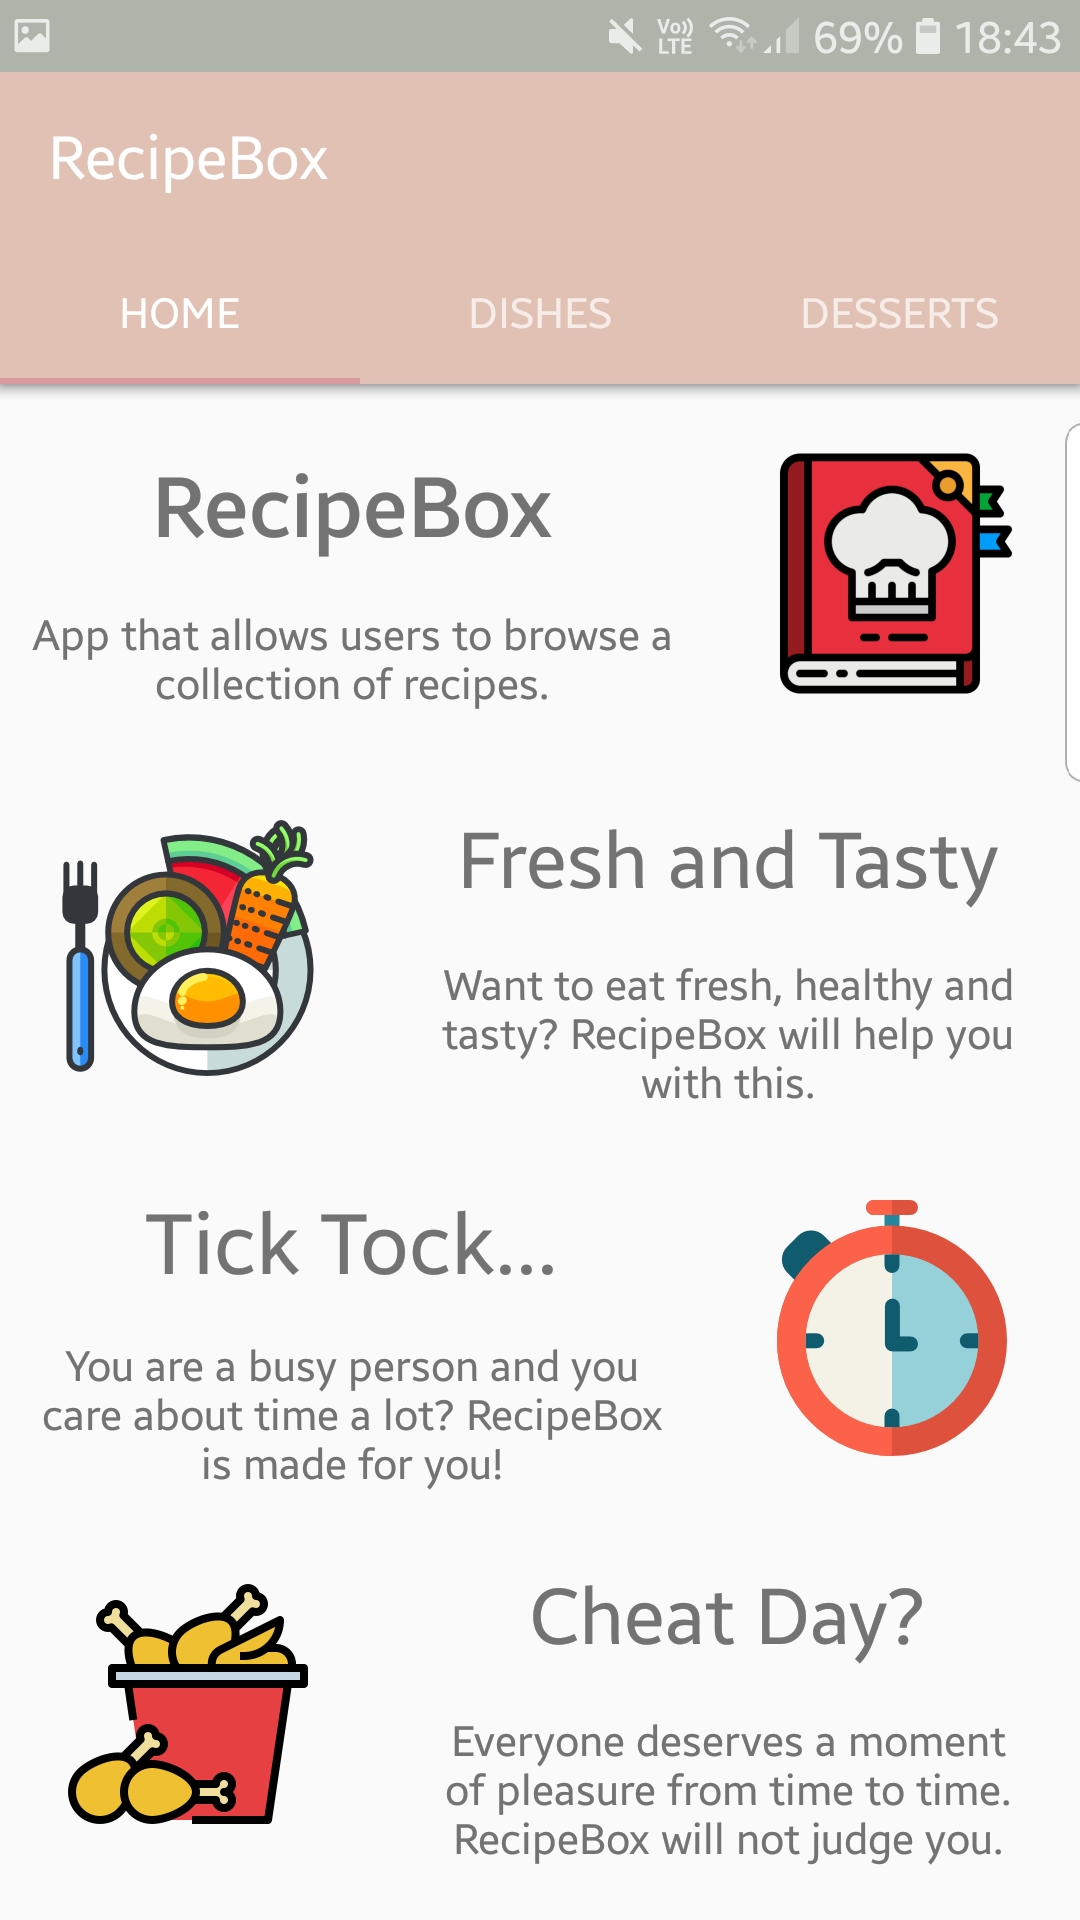 Vo)) LTE 69% 18:43
RecipeBox
HOME DISHES DESSERTS
RecipeBox
App that allows users to browse a
collection of recipes.
Fresh and Tasty
Want to eat fresh, healthy and
tasty? RecipeBox will help you
with this.
Tick Tock...
You are a busy person and you
care about time a lot? RecipeBox
is made for you!
Cheat Day?
Everyone deserves a moment
of pleasure from time to time.
RecipeBox will not judge you.